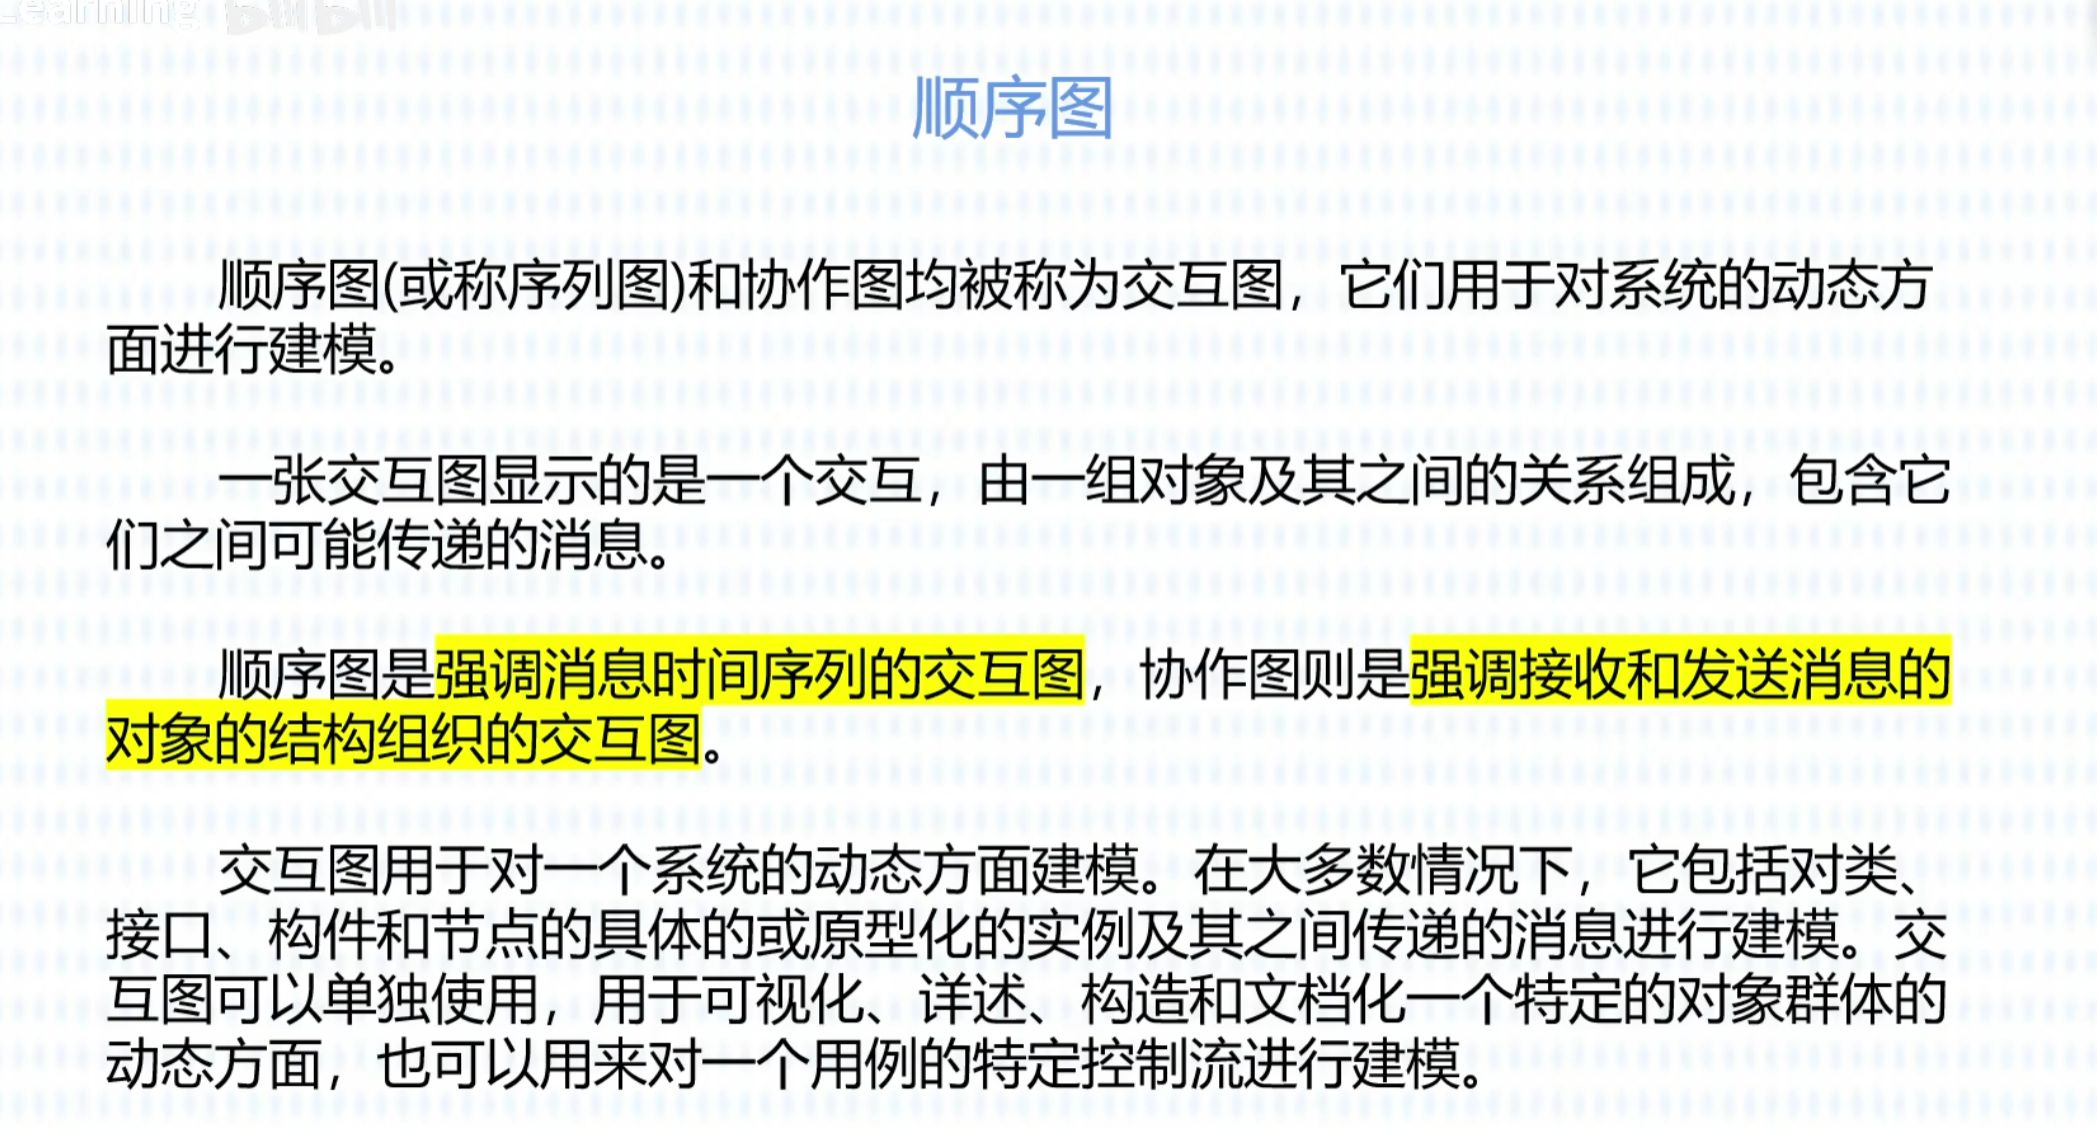 Learning bilibili
顺序图
顺序图(或称序列图)和协作图均被称为交互图，它们用于对系统的动态方
面进行建模。
一张交互图显示的是一个交互，由一组对象及其之间的关系组成，包含它
们之间可能传递的消息。
顺序图是强调消息时间序列的交互图，协作图则是强调接收和发送消息的
对象的结构组织的交互图。
交互图用于对一个系统的动态方面建模。在大多数情况下，它包括对类、
接口、构件和节点的具体的或原型化的实例及其之间传递的消息进行建模。交
互图可以单独使用，用于可视化、详述、构造和文档化一个特定的对象群体的
动态方面，也可以用来对一个用例的特定控制流进行建模。